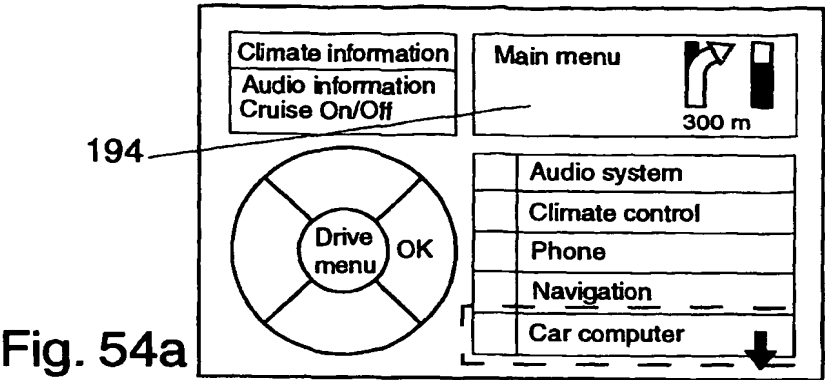 Climate information
Audio information
Cruise On/Off
Main menu
300 m
194
Drive
menu
OK
Audio system
Climate control
Phone
Navigation
Car computer
Fig. 54a